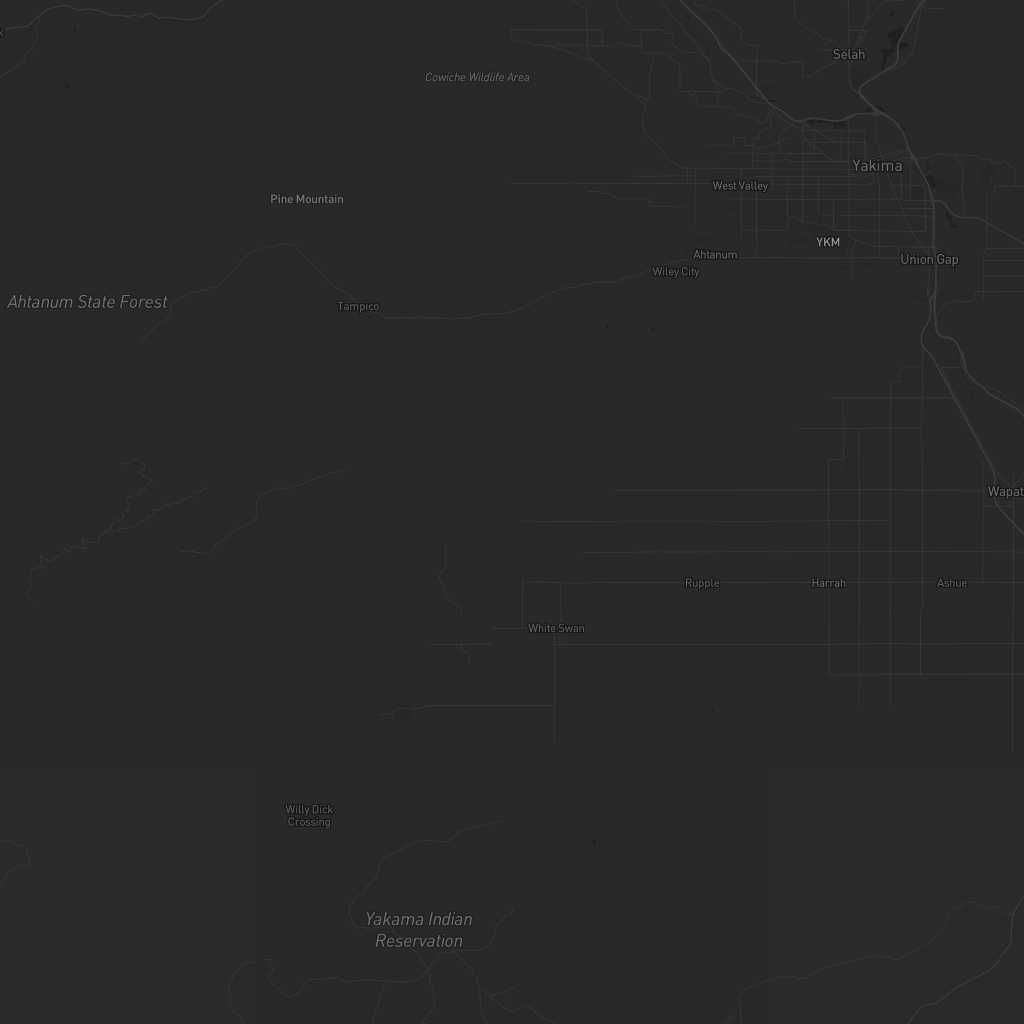 Selah
Cowiche Wildlife Area
Yakima
West Valley
Pine Mountain
YKM
Ahtanum
Union Gap
Wiley City
Ahtanum State Forest
Tampico
Wapat
Rupple
Harrah
Ashue
White Swan
Willy Dick
Crossing
Yakama Indian
Reservation